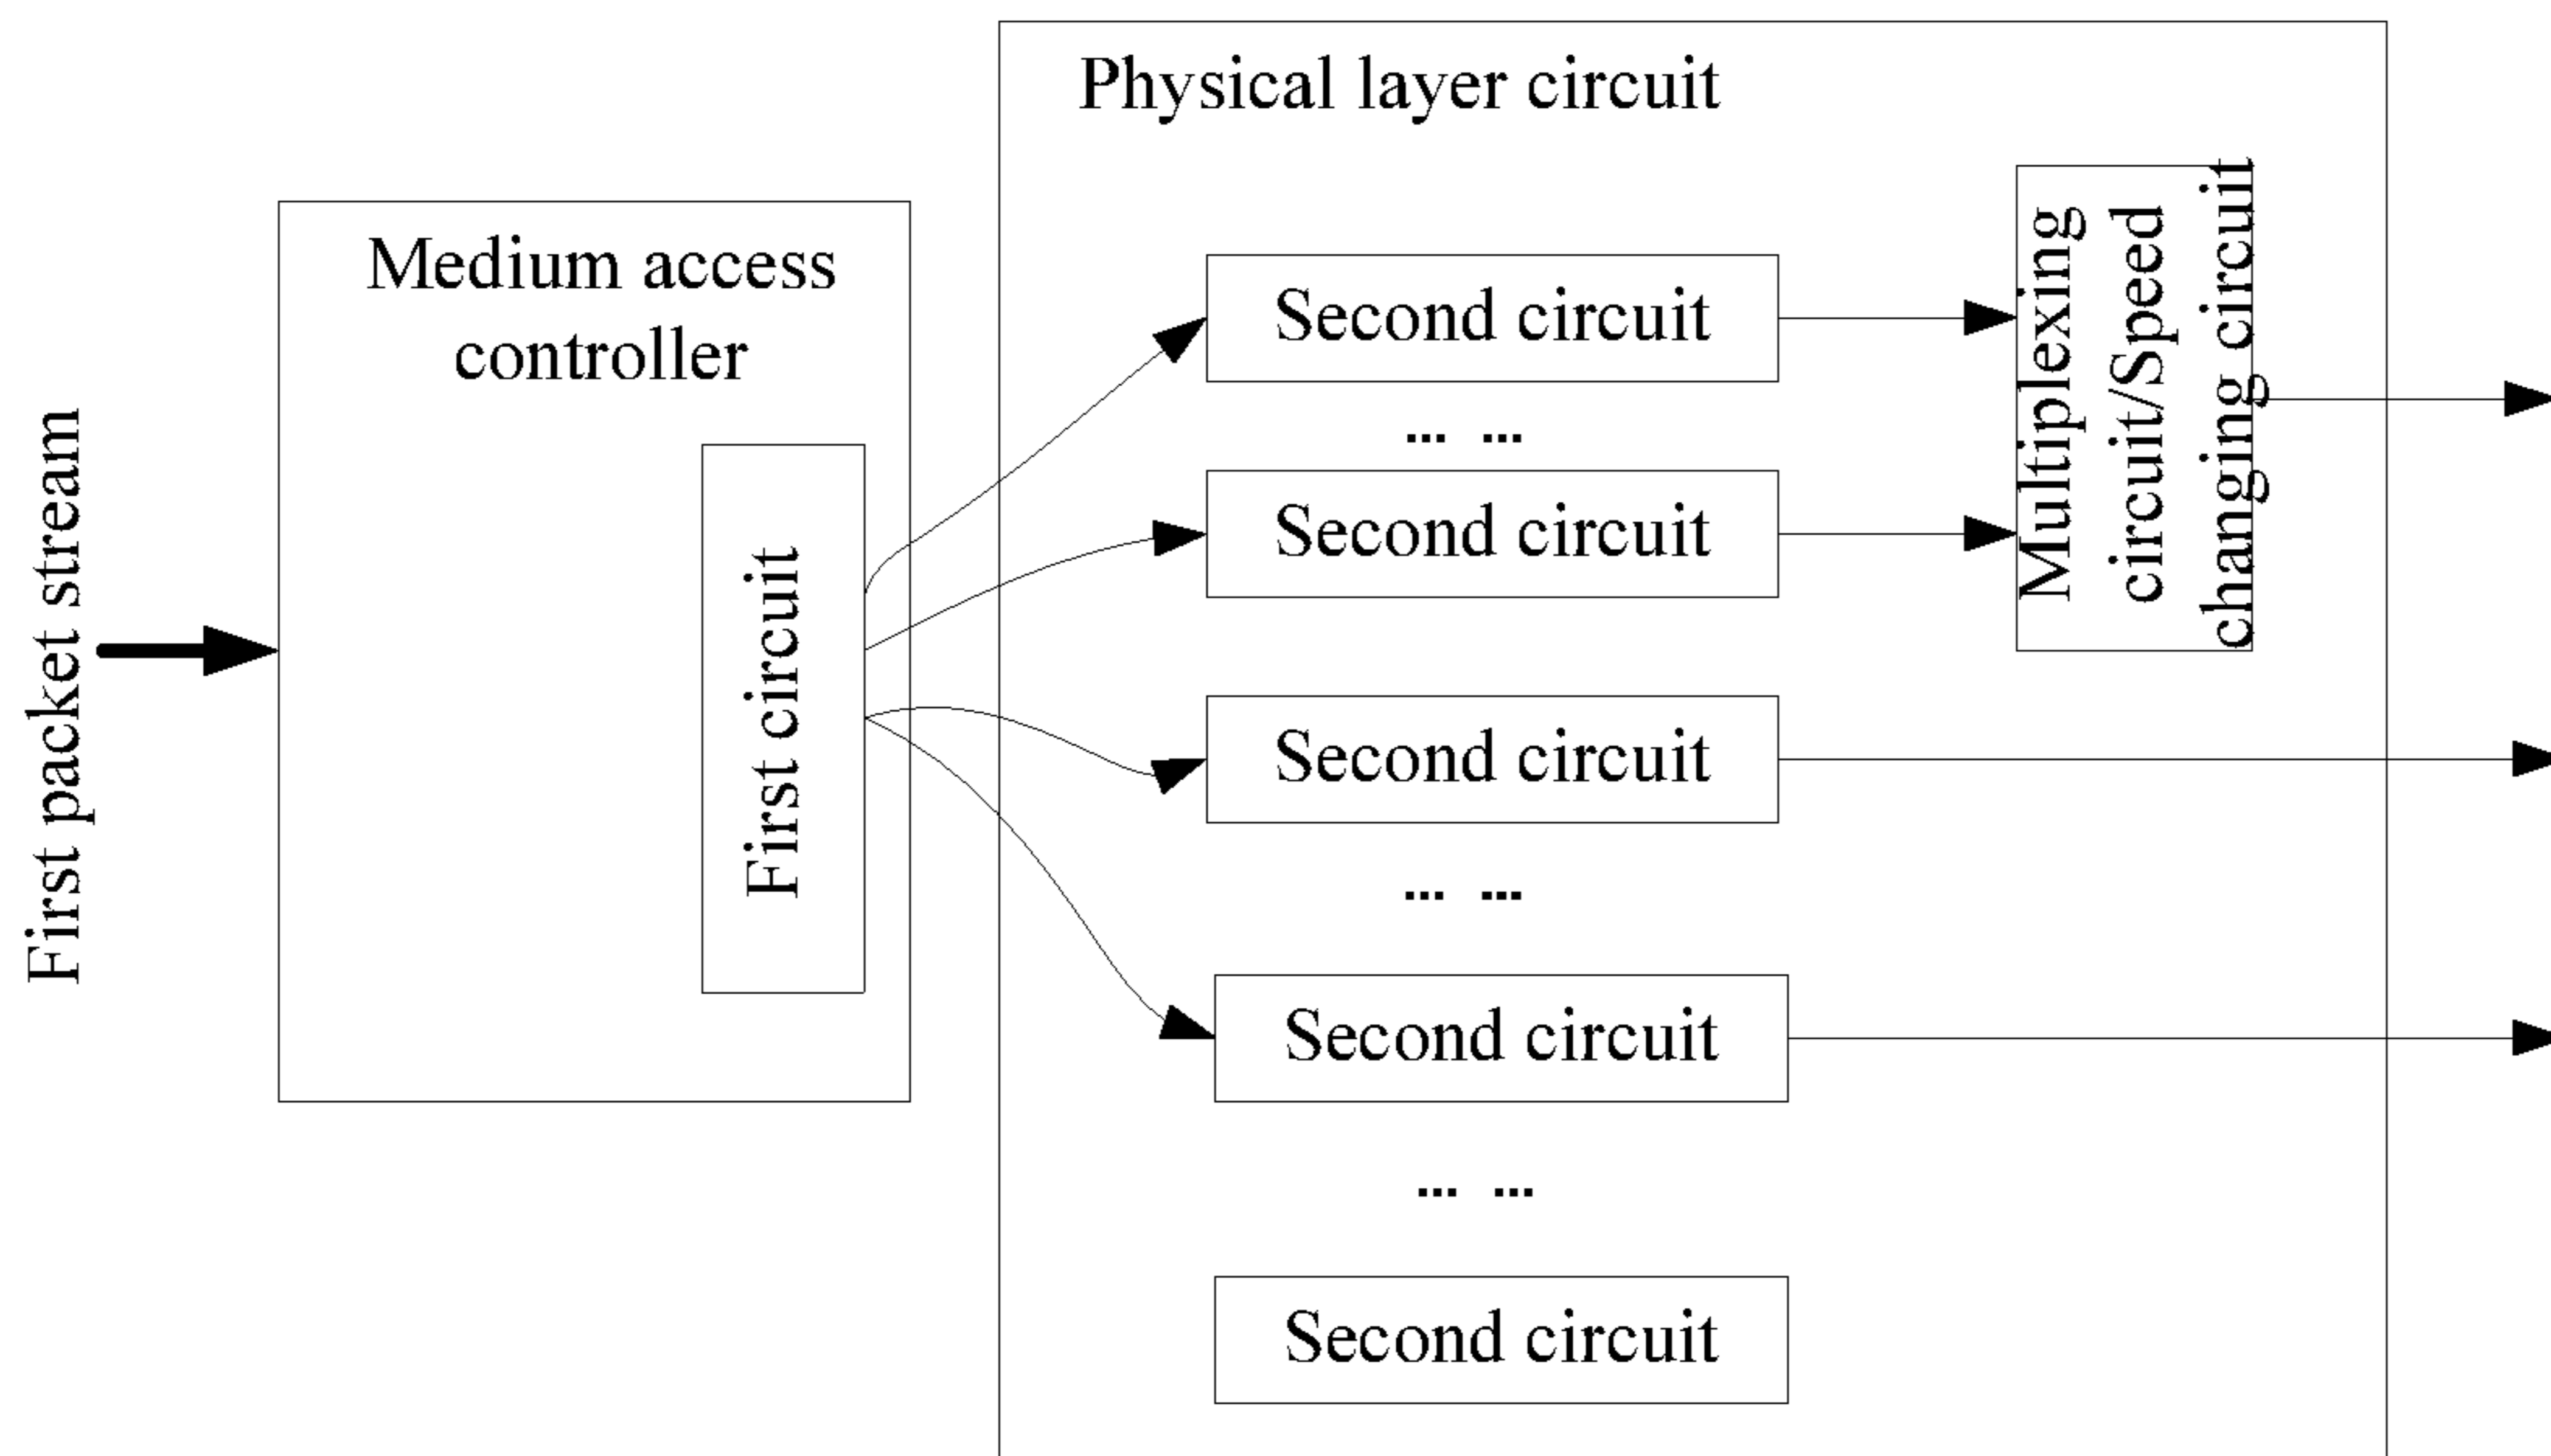 Physical layer circuit
Medium access
controller
First packet stream
First circuit
Second circuit
... ...
Second circuit
Multiplexing
circuit/Speed
changing circuit
Second circuit
... ...
Second circuit
... ...
Second circuit